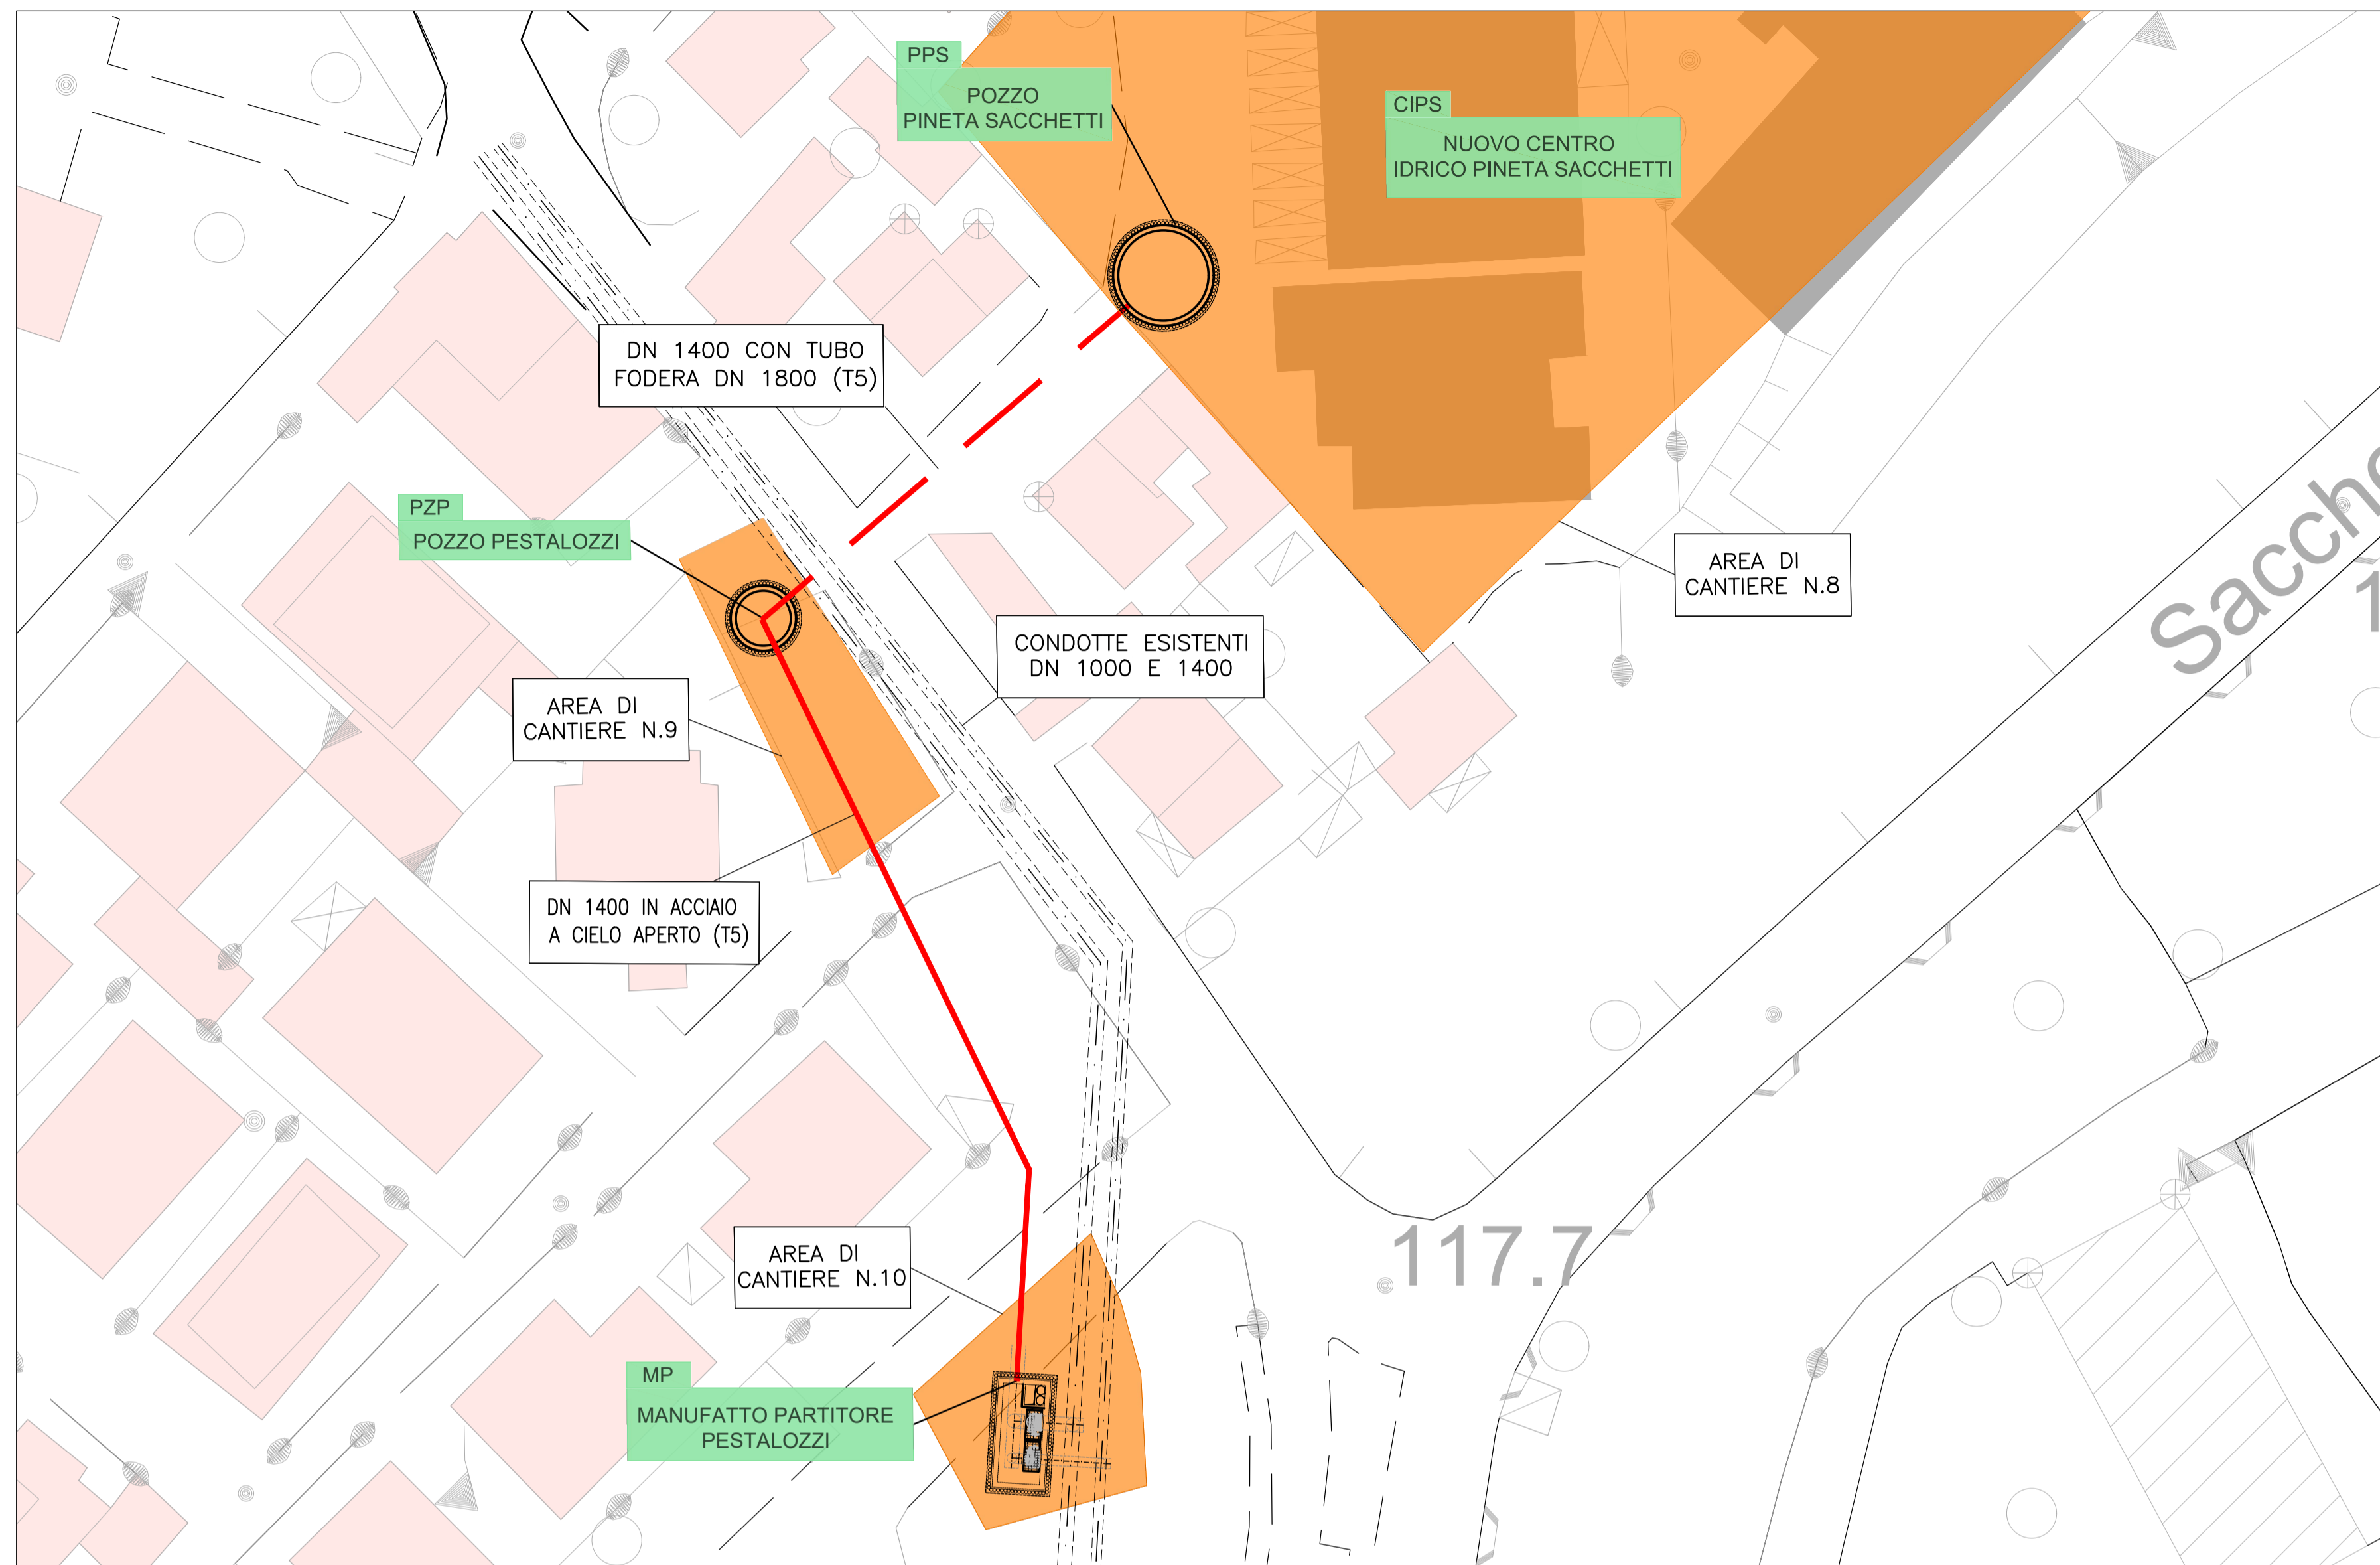 PPS
POZZO
PINETA SACCHETTI
CIPS
NUOVO CENTRO
IDRICO PINETA SACCHETTI
DN 1400 CON TUBO
FODERA DN 1800 (T5)
PZP
POZZO PESTALOZZI
AREA DI
CANTIERE N.8
Sacche
1
CONDOTTE ESISTENTI
DN 1000 E 1400
AREA DI
CANTIERE N.9
DN 1400 IN ACCIAIO
A CIELO APERTO (T5)
AREA DI
CANTIERE N.10
117.7
MP
MANUFATTO PARTITORE
PESTALOZZI